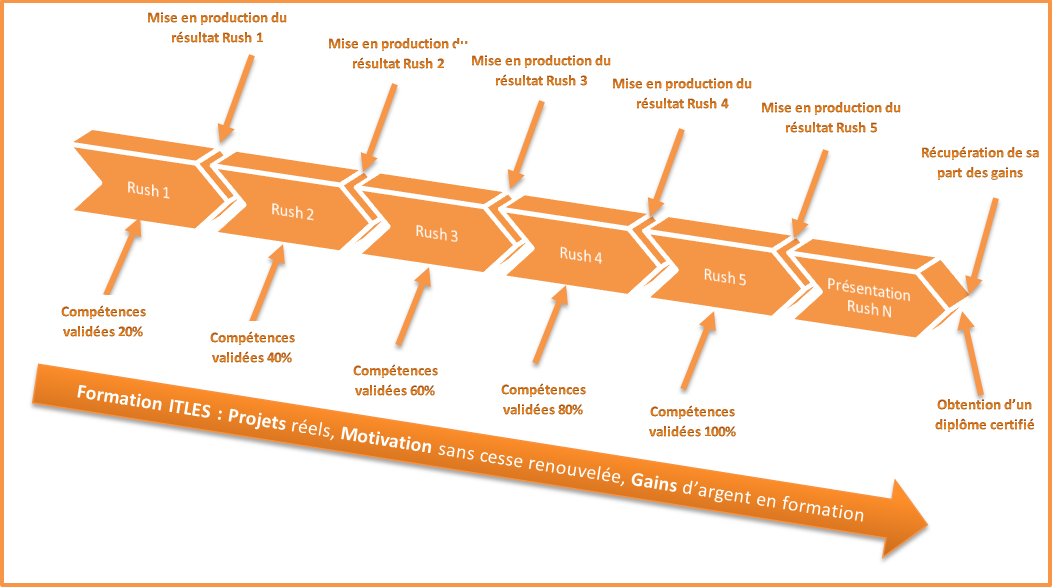 Mise en production du
résultat Rush 1
Mise en production du
résultat Rush 2
Mise en production du
résultat Rush 3
Mise en production du
résultat Rush 4
Mise en production du
résultat Rush 5
Récupération de sa
part des gains
Rush 1
Rush 2
Rush 3
Rush 4
Rush 5
Présentation
Rush N
Compétences
validées 20%
Compétences
validées 40%
Compétences
validées 60%
Compétences
validées 80%
Compétences
validées 100%
Obtention d’un
diplôme certifié
Formation ITLES : Projets réels, Motivation sans cesse renouvelée, Gains d’argent en formation